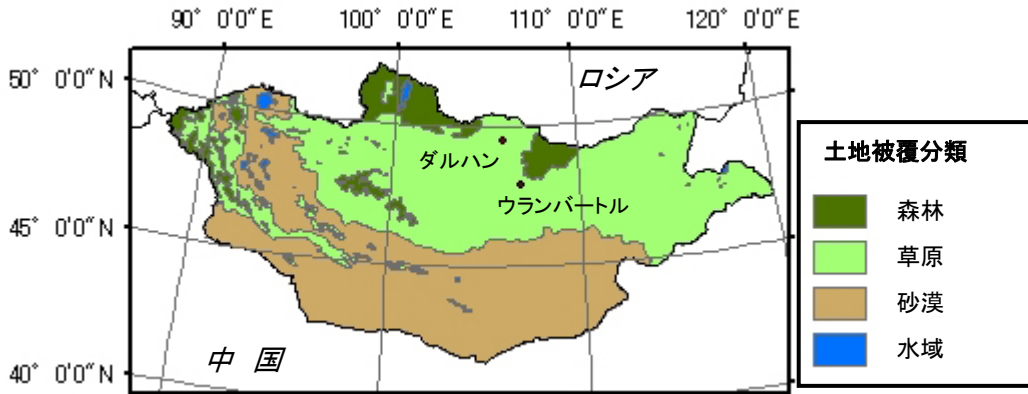 90° 0'0"E 100° 0'0"E 110° 0'0"E 120° 0'0"E
50° 0'0"N
ロシア
ダルハン
ウランバートル
45° 0'0"N
中 国
40° 0'0"N
土地被覆分類
森林
草原
砂漠
水域